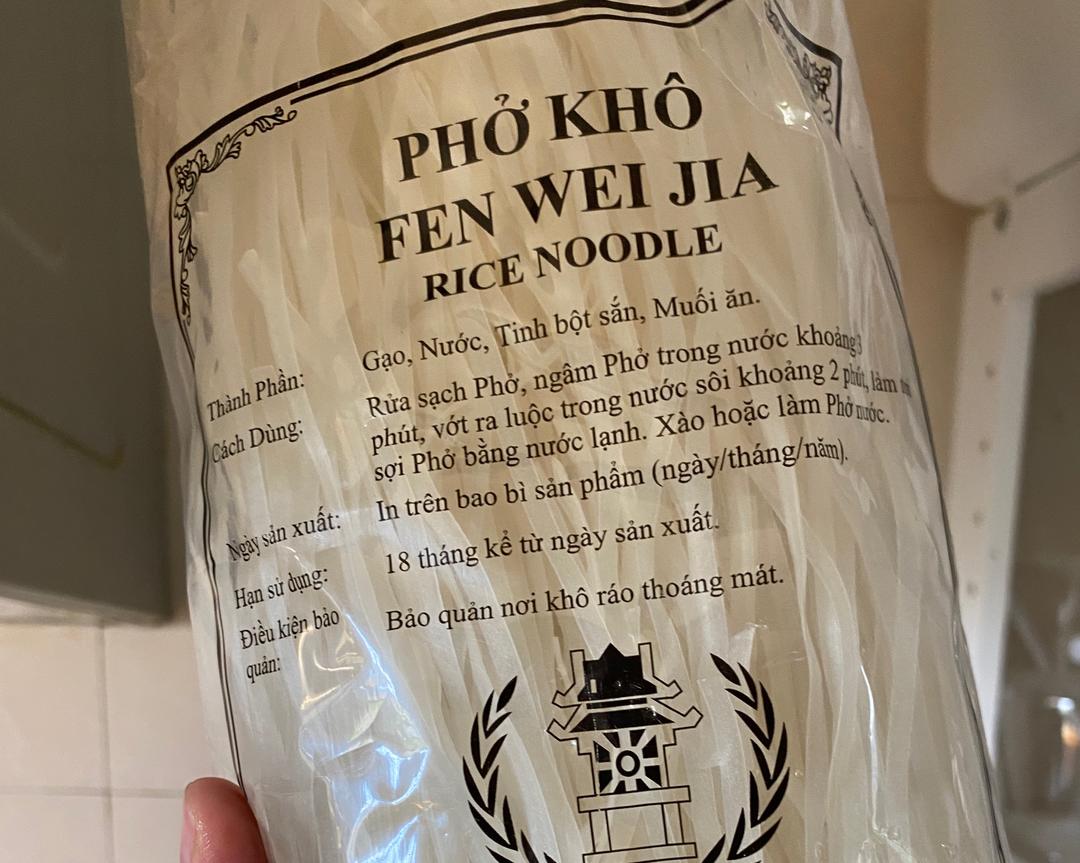 PHỞ KHÔ
FEN WEI JIA
RICE NOODLE
Thành Phần: Gạo, Nước, Tinh bột sắn, Muối ăn.
Cách Dùng: Rửa sạch Phở, ngâm Phở trong nước khoảng
phút, vớt ra luộc trong nước sôi khoảng 2 phút, làm
sợi Phở bằng nước lạnh. Xào hoặc làm Phở nước.
Ngày sản xuất: In trên bao bì sản phẩm (ngày/tháng/năm).
Hạn sử dụng: 18 tháng kể từ ngày sản xuất.
Điều kiện bảo Bảo quản nơi khô ráo thoáng mát.
quản: